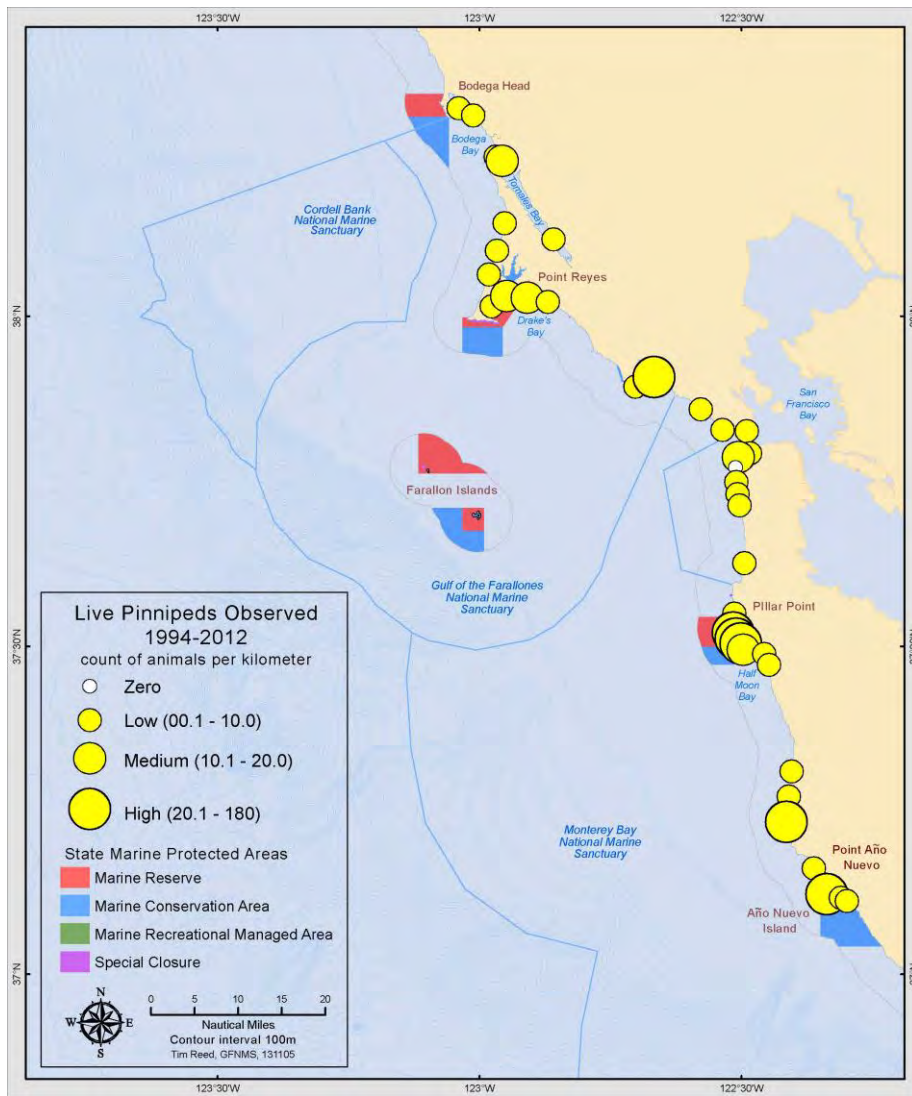 123°30'W
123°W
122°30'W
Bodega Head
Bodega
Bay
Tomales Bay
Cordell Bank
National Marine
Sanctuary
Point Reyes
38°N
38°N
Drake's
Bay
San
Francisco
Bay
Farallon Islands
Gulf of the Farallones
National Marine
Sanctuary
PIllar Point
37°30'N
37°30'N
Half
Moon
Bay
Monterey Bay
National Marine
Sanctuary
Point Año
Nuevo
Año Nuevo
Island
37°N
37°N
Live Pinnipeds Observed
1994-2012
count of animals per kilometer
Zero
Low (00.1 - 10.0)
Medium (10.1 - 20.0)
High (20.1 - 180)
State Marine Protected Areas
Marine Reserve
Marine Conservation Area
Marine Recreational Managed Area
Special Closure
N
W E
S
0 5 10 15 20
Nautical Miles
Contour interval 100m
Tim Reed, GFNMS, 131105
123°30'W
123°W
122°30'W